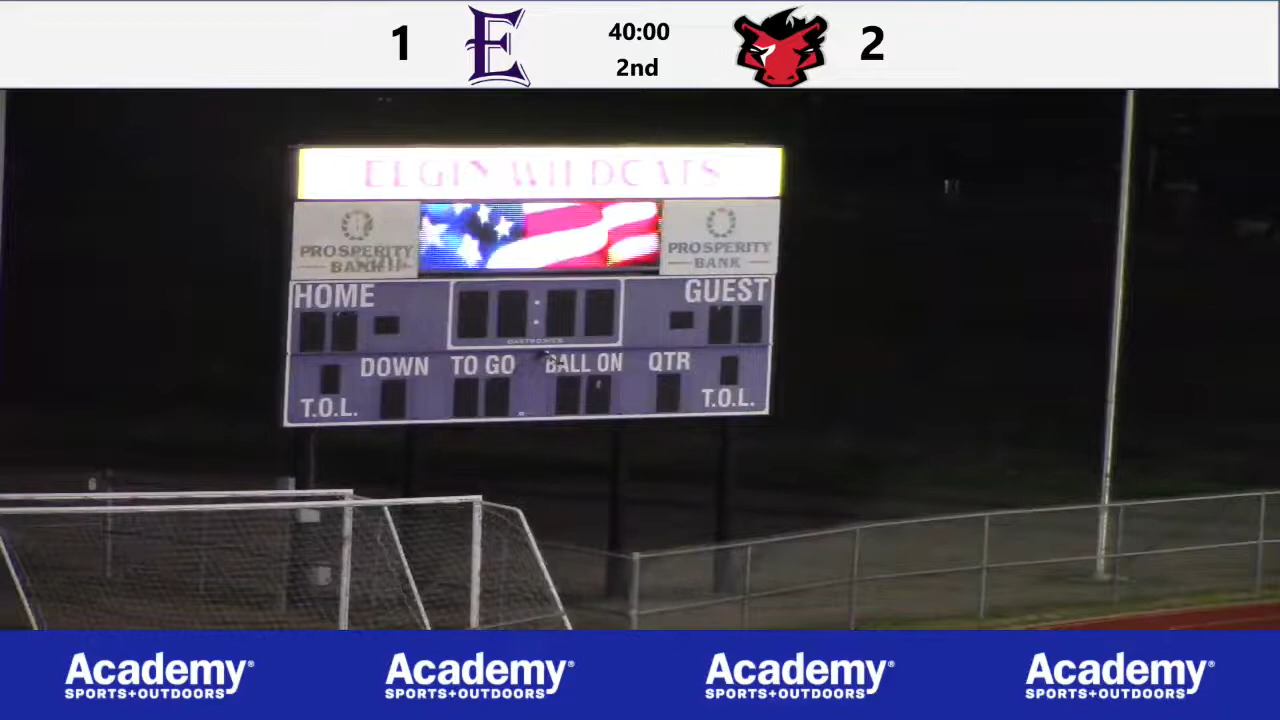 1 E 40:00 2
2nd
ELGIN WILDCATS
PROSPERITY BANK
PROSPERITY BANK
HOME GUEST
DAKTRONICS
DOWN TO GO BALL ON QTR
T.O.L. T.O.L.
Academy Academy Academy Academy
SPORTS+OUTDOORS SPORTS+OUTDOORS SPORTS+OUTDOORS SPORTS+OUTDOORS